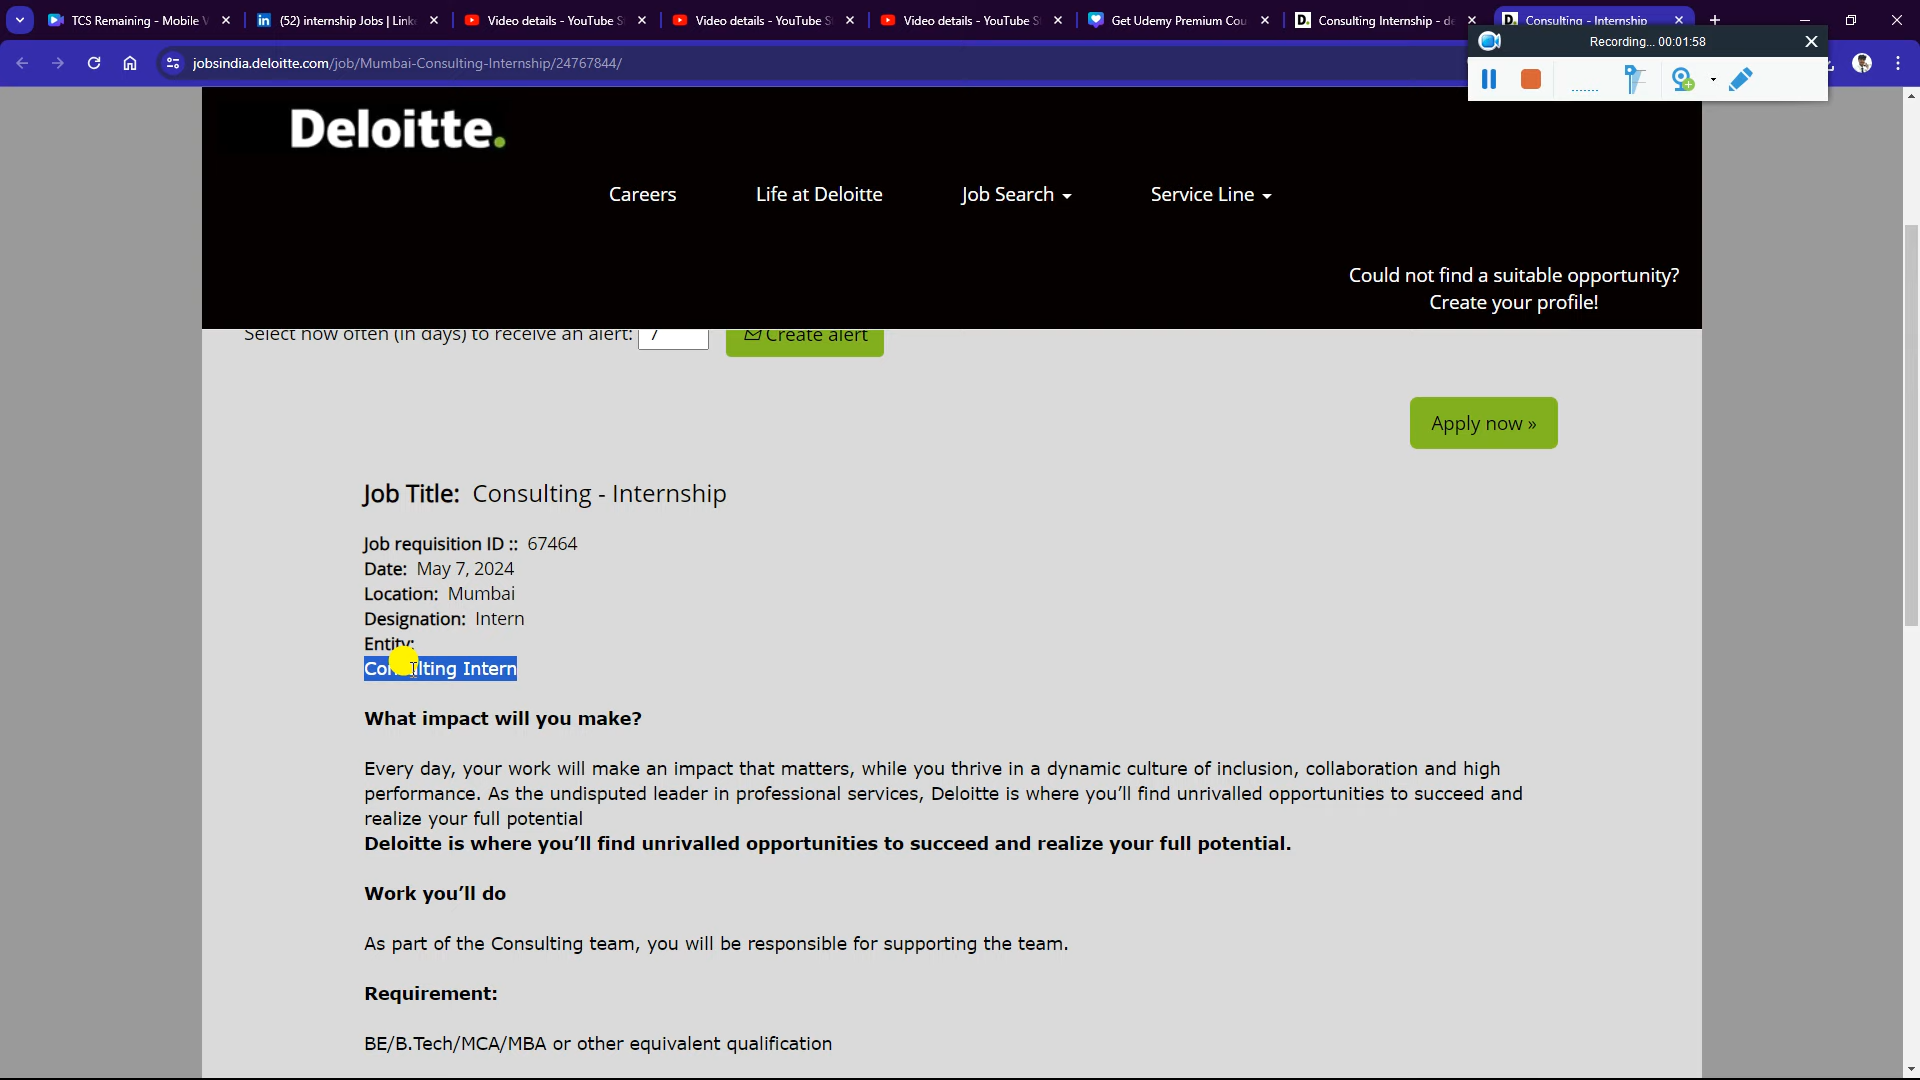 TCS Remaining - Mobile V
(52) internship Jobs | Link
Video details - YouTube S
Video details - YouTube S
Video details - YouTube S
Get Udemy Premium Cou
Consulting Internship - de
Consulting - Internship
Recording... 00:01:58
jobsindia.deloitte.com/job/Mumbai-Consulting-Internship/24767844/
Deloitte.
Careers
Life at Deloitte
Job Search
Service Line
Could not find a suitable opportunity?
Create your profile!
Select how often (in days) to receive an alert: 7
Create alert
Apply now »
Job Title: Consulting - Internship
Job requisition ID :: 67464
Date: May 7, 2024
Location: Mumbai
Designation: Intern
Entity:
Consulting Intern
What impact will you make?
Every day, your work will make an impact that matters, while you thrive in a dynamic culture of inclusion, collaboration and high
performance. As the undisputed leader in professional services, Deloitte is where you’ll find unrivalled opportunities to succeed and
realize your full potential
Deloitte is where you’ll find unrivalled opportunities to succeed and realize your full potential.
Work you’ll do
As part of the Consulting team, you will be responsible for supporting the team.
Requirement:
BE/B.Tech/MCA/MBA or other equivalent qualification